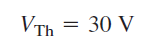 V_Th = 30 V